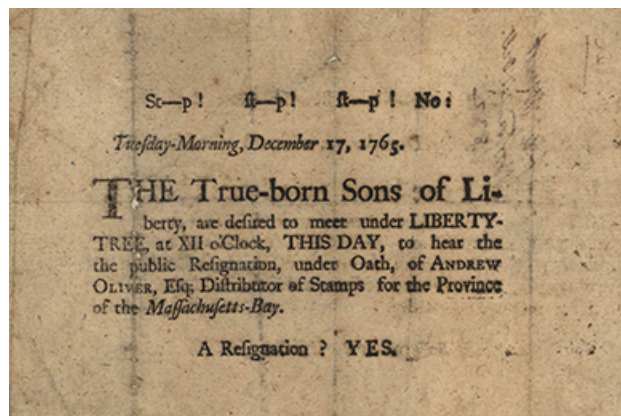 St—p! ſt—p! ſt—p! No:
Tueſday-Morning, December 17, 1765.
THE True-born Sons of Li-
berty, are deſired to meet under LIBERTY-
TREE, at XII o'Clock, THIS DAY, to hear the
the public Reſignation, under Oath, of ANDREW
OLIVER, Eſq; Diſtributor of Stamps for the Province
of the Maſſachuſetts-Bay.
A Reſignation? YES.